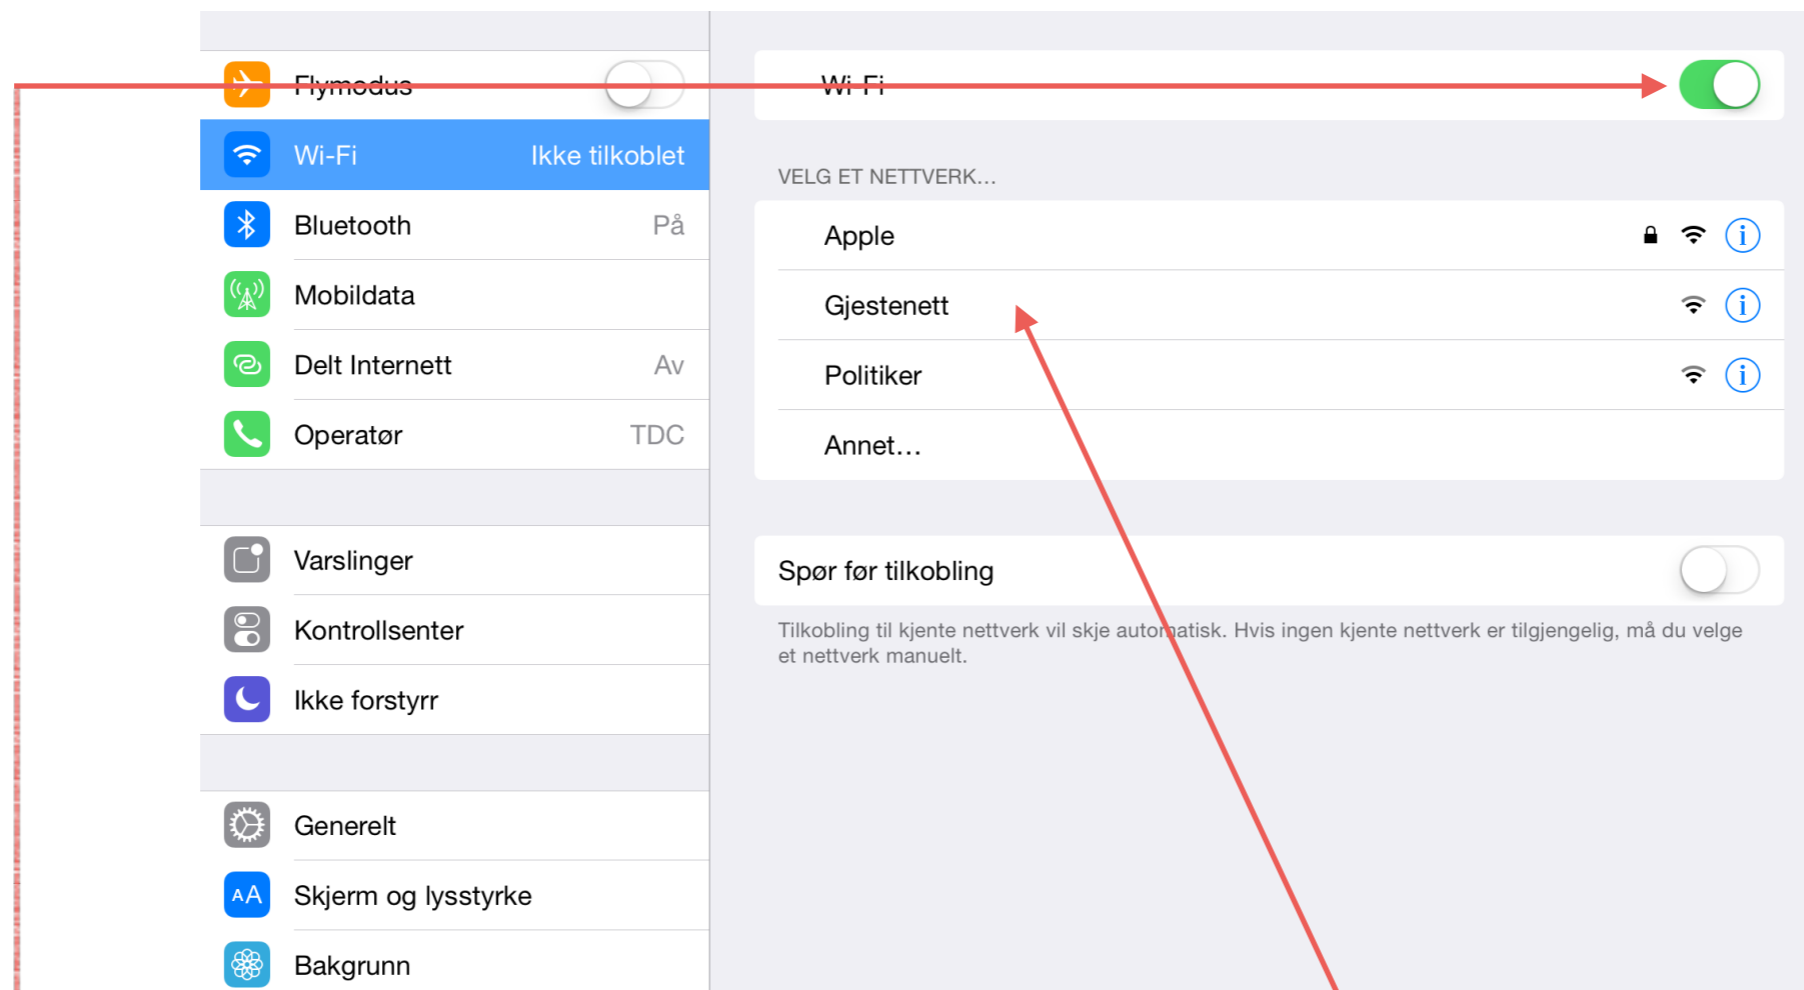 Flymodus
Wi-Fi Ikke tilkoblet
Bluetooth På
Mobildata
Delt Internett Av
Operatør TDC
Varslinger
Kontrollsenter
Ikke forstyrr
Generelt
AA Skjerm og lysstyrke
Bakgrunn
Wi-Fi
VELG ET NETTVERK...
Apple
Gjestenett
Politiker
Annet...
Spør før tilkobling
Tilkobling til kjente nettverk vil skje automatisk. Hvis ingen kjente nettverk er tilgjengelig, må du velge
et nettverk manuelt.